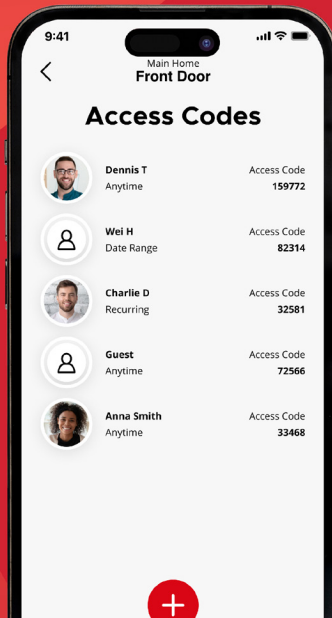 9:41
Main Home
Front Door
Access Codes
Dennis T Access Code
Anytime 159772
Wei H Access Code
Date Range 82314
Charlie D Access Code
Recurring 32581
Guest Access Code
Anytime 72566
Anna Smith Access Code
Anytime 33468